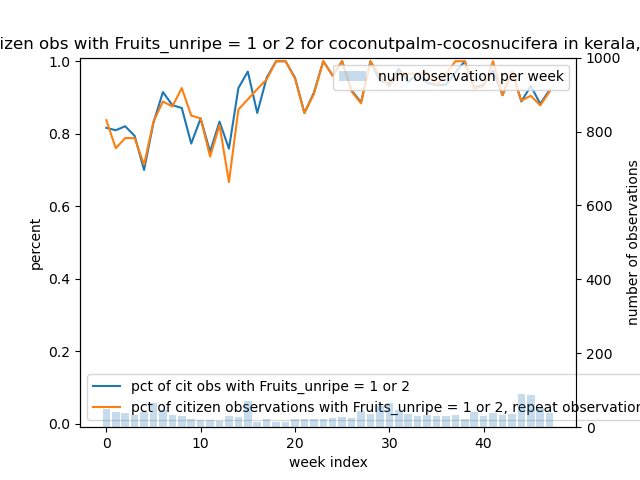 izen obs with Fruits_unripe = 1 or 2 for coconutpalm-cocosnucifera in kerala,
num observation per week
1.0
0.8
0.6
0.4
0.2
0.0
percent
1000
800
600
400
200
0
number of observations
pct of cit obs with Fruits_unripe = 1 or 2
pct of citizen observations with Fruits_unripe = 1 or 2, repeat observation
0 10 20 30 40
week index